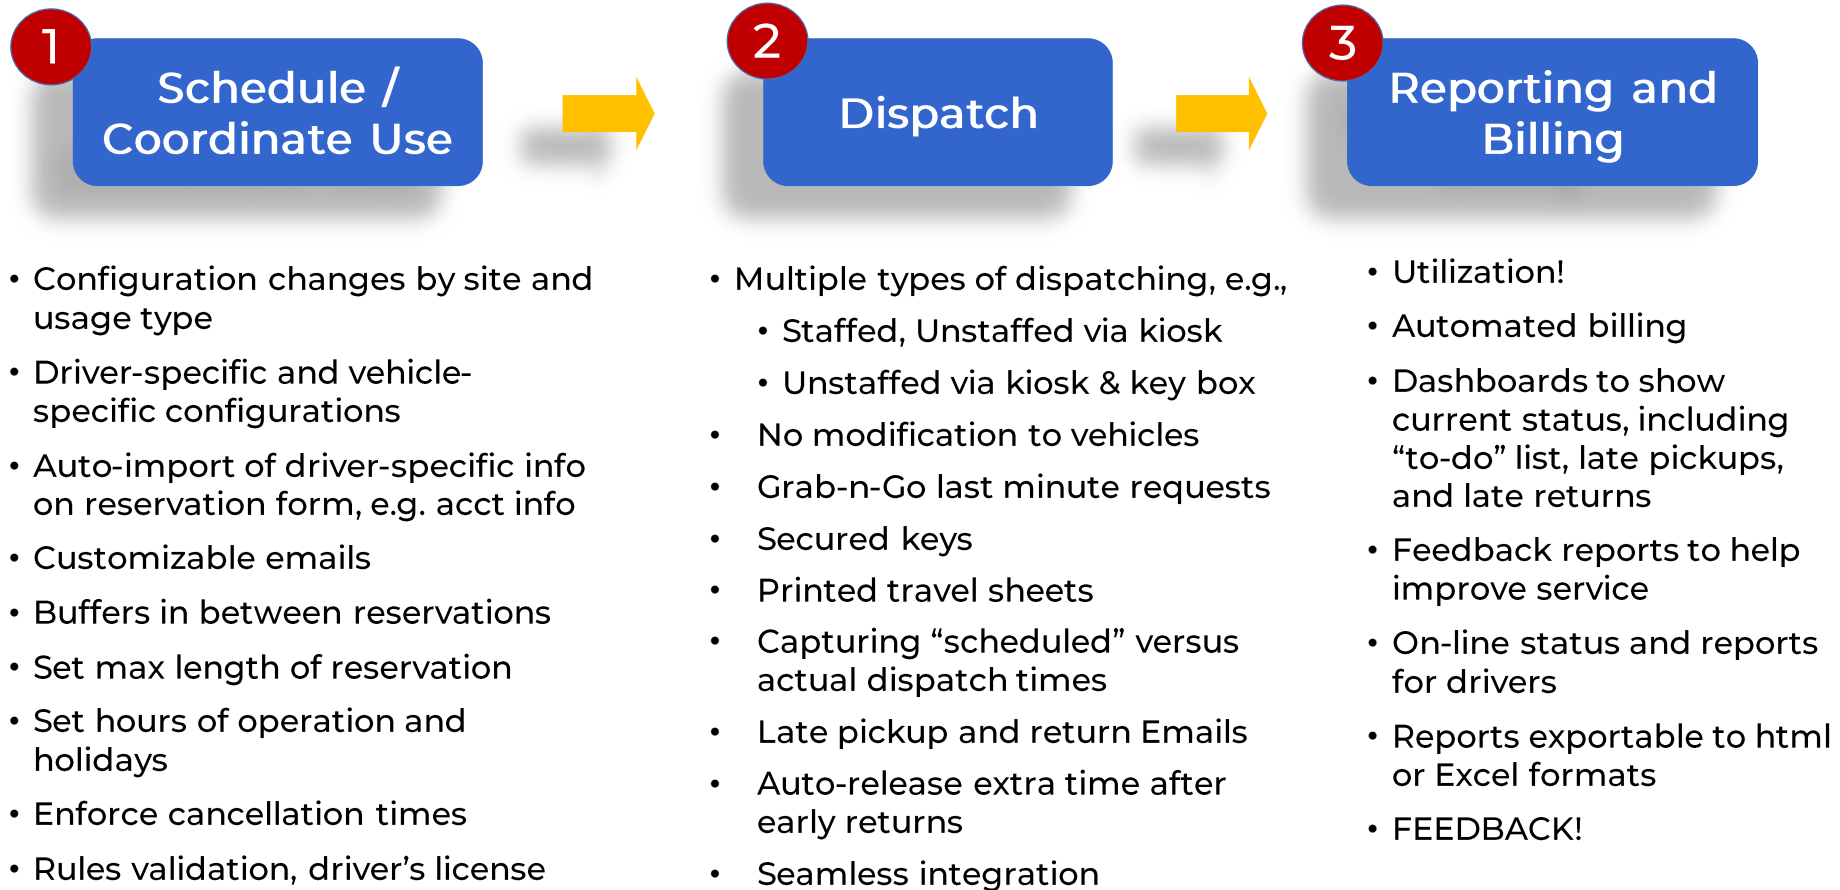 1
Schedule /
Coordinate Use
• Configuration changes by site and
usage type
• Driver-specific and vehicle-
specific configurations
• Auto-import of driver-specific info
on reservation form, e.g. acct info
• Customizable emails
• Buffers in between reservations
• Set max length of reservation
• Set hours of operation and
holidays
• Enforce cancellation times
• Rules validation, driver’s license
2
Dispatch
• Multiple types of dispatching, e.g.,
• Staffed, Unstaffed via kiosk
• Unstaffed via kiosk & key box
• No modification to vehicles
• Grab-n-Go last minute requests
• Secured keys
• Printed travel sheets
• Capturing “scheduled” versus
actual dispatch times
• Late pickup and return Emails
• Auto-release extra time after
early returns
• Seamless integration
3
Reporting and
Billing
• Utilization!
• Automated billing
• Dashboards to show
current status, including
“to-do” list, late pickups,
and late returns
• Feedback reports to help
improve service
• On-line status and reports
for drivers
• Reports exportable to html
or Excel formats
• FEEDBACK!